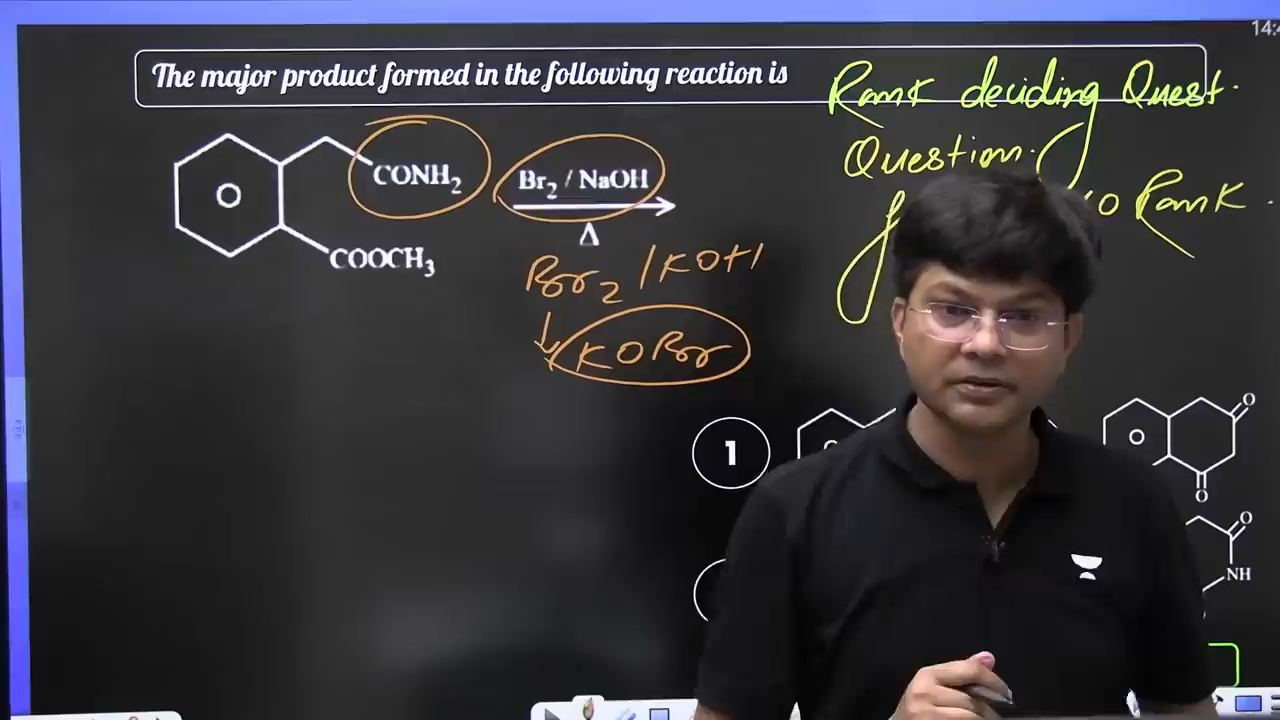 The major product formed in the following reaction is
Rank deciding Quest.
Question.
Rank.
CONH₂
COOCH₃
Br₂ / NaOH
Δ
Br₂ / KOH
↓
KOBr
1
O
O
O
NH